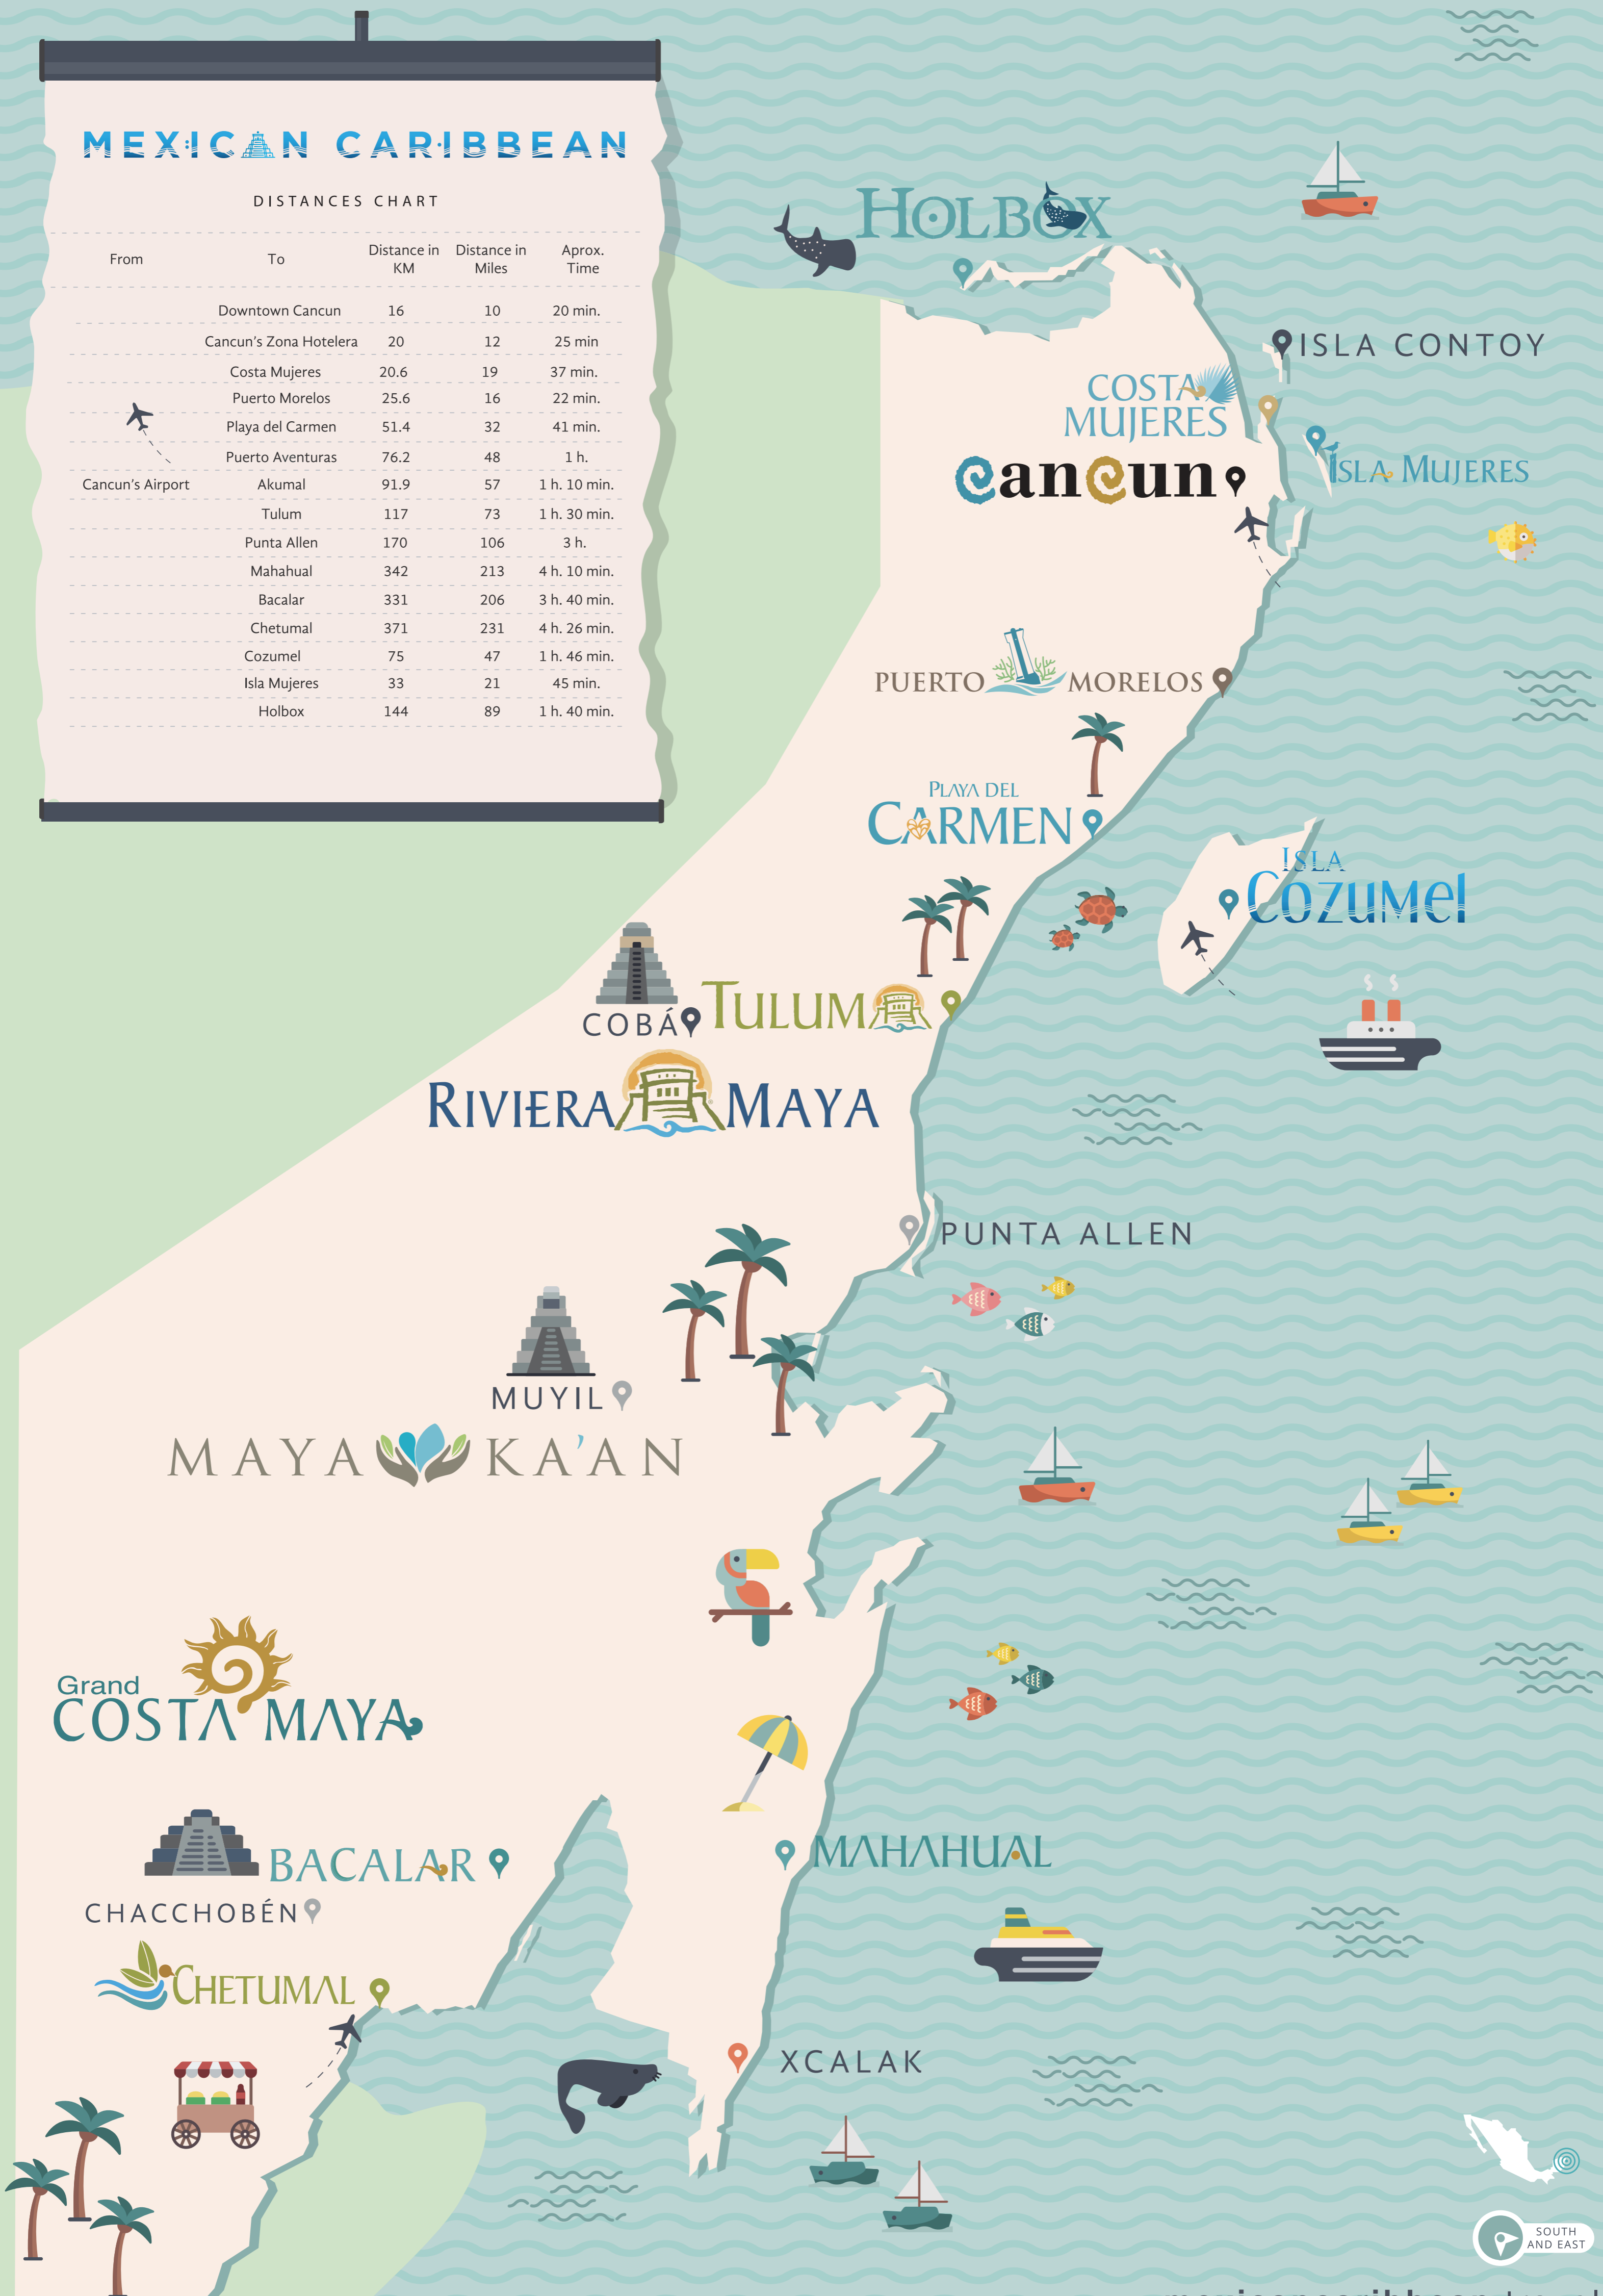 MEXICAN CARIBBEAN
DISTANCES CHART
From To Distance in KM Distance in Miles Aprox. Time
Downtown Cancun 16 10 20 min.
Cancun's Zona Hotelera 20 12 25 min
Costa Mujeres 20.6 19 37 min.
Puerto Morelos 25.6 16 22 min.
Playa del Carmen 51.4 32 41 min.
Puerto Aventuras 76.2 48 1 h.
Cancun's Airport Akumal 91.9 57 1 h. 10 min.
Tulum 117 73 1 h. 30 min.
Punta Allen 170 106 3 h.
Mahahual 342 213 4 h. 10 min.
Bacalar 331 206 3 h. 40 min.
Chetumal 371 231 4 h. 26 min.
Cozumel 75 47 1 h. 46 min.
Isla Mujeres 33 21 45 min.
Holbox 144 89 1 h. 40 min.
HOLBOX
ISLA CONTOY
COSTA
MUJERES
Cancun
ISLA MUJERES
PUERTO MORELOS
PLAYA DEL
CARMEN
ISLA
Cozumel
COBÁ
TULUM
RIVIERA MAYA
PUNTA ALLEN
MUYIL
MAYA KA'AN
Grand
COSTA MAYA
BACALAR
MAHAHUAL
CHACCHOBÉN
CHETUMAL
XCALAK
SOUTH
AND EAST